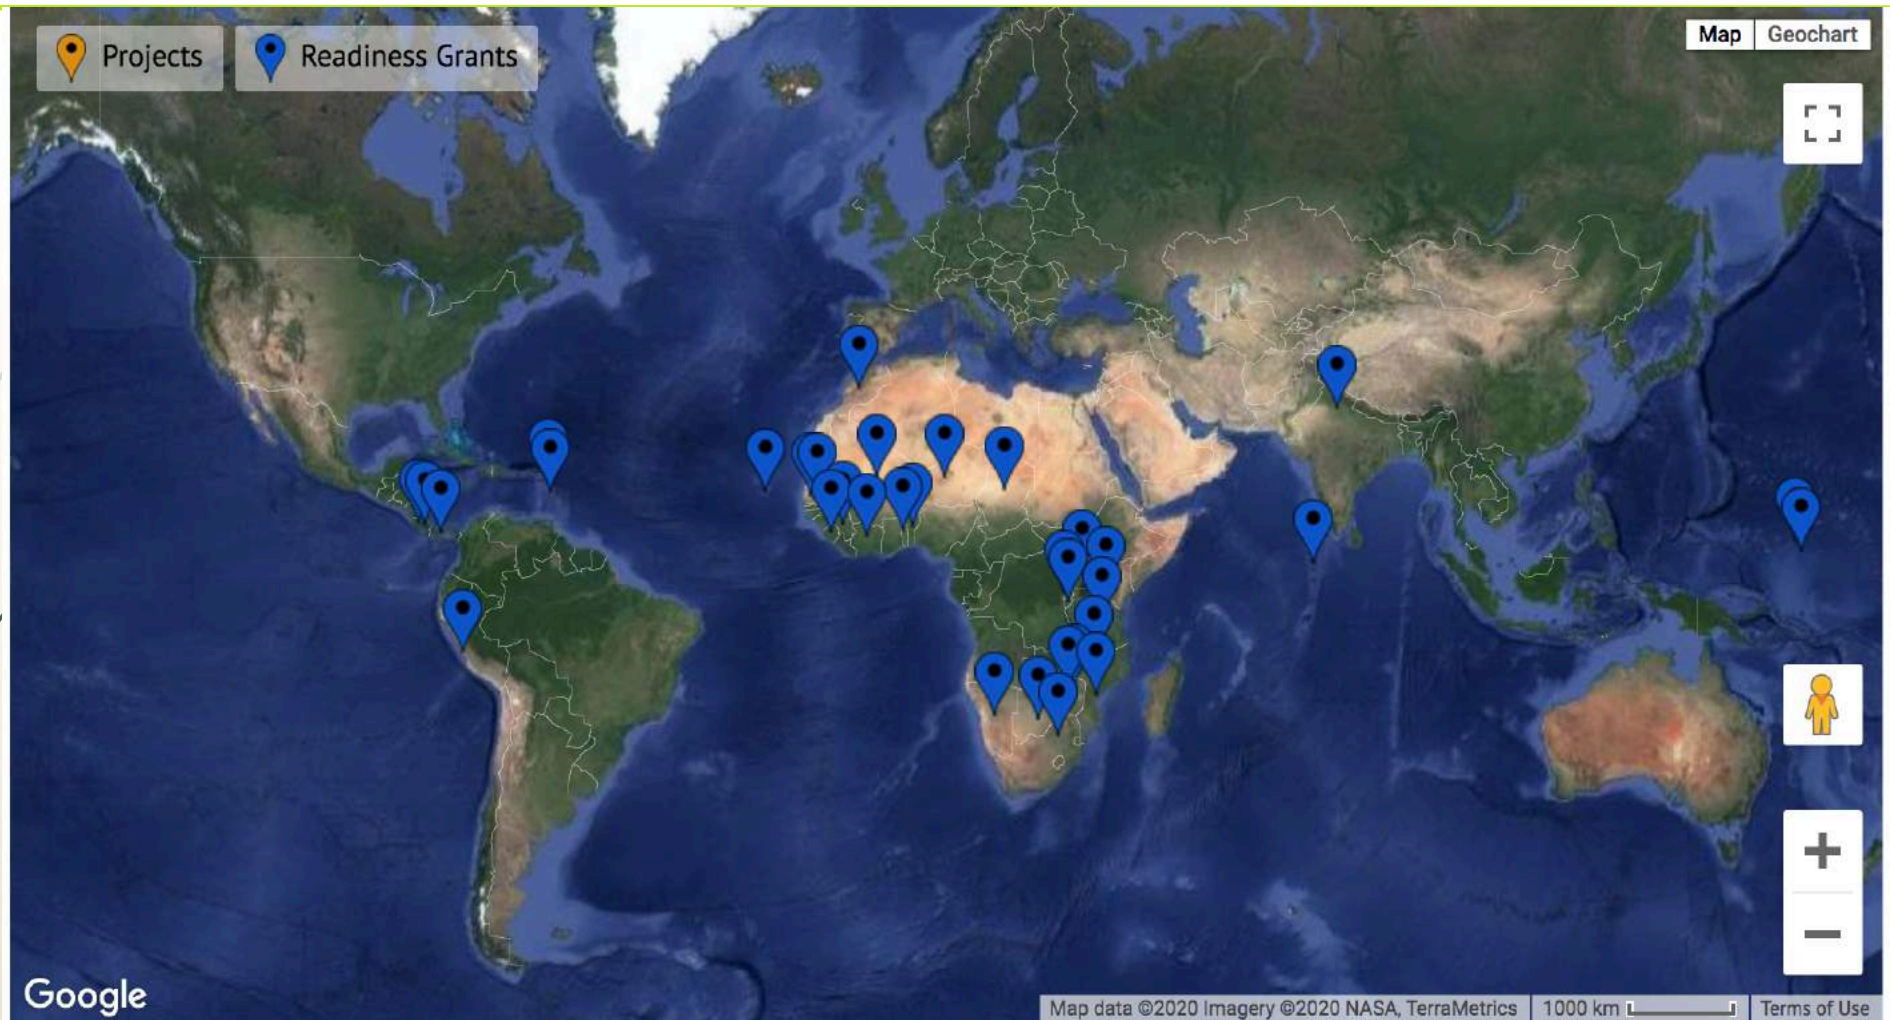 Projects
Readiness Grants
Map
Geochart
Google
Map data ©2020 Imagery ©2020 NASA, TerraMetrics
1000 km
Terms of Use